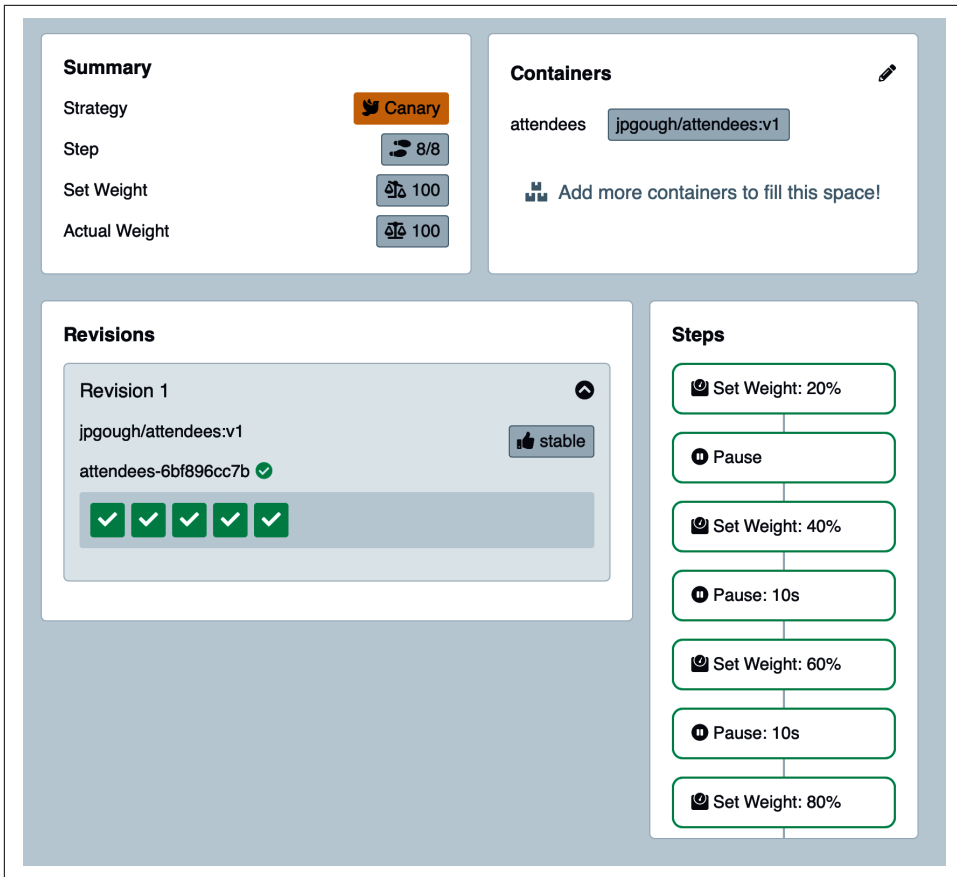 Summary
Strategy
Canary
Step
8/8
Set Weight
100
Actual Weight
100
Containers
attendees
jpgough/attendees:v1
Add more containers to fill this space!
Revisions
Revision 1
jpgough/attendees:v1
stable
attendees-6bf896cc7b
Steps
Set Weight: 20%
Pause
Set Weight: 40%
Pause: 10s
Set Weight: 60%
Pause: 10s
Set Weight: 80%